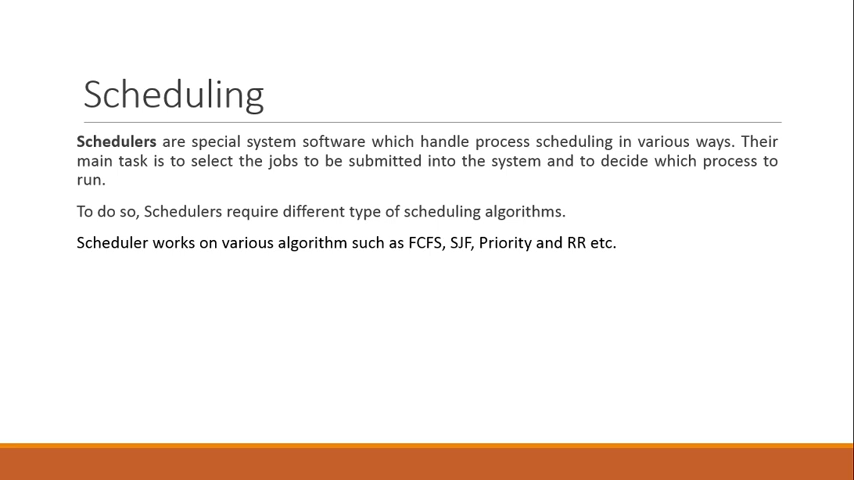 Scheduling
Schedulers are special system software which handle process scheduling in various ways. Their
main task is to select the jobs to be submitted into the system and to decide which process to
run.
To do so, Schedulers require different type of scheduling algorithms.
Scheduler works on various algorithm such as FCFS, SJF, Priority and RR etc.